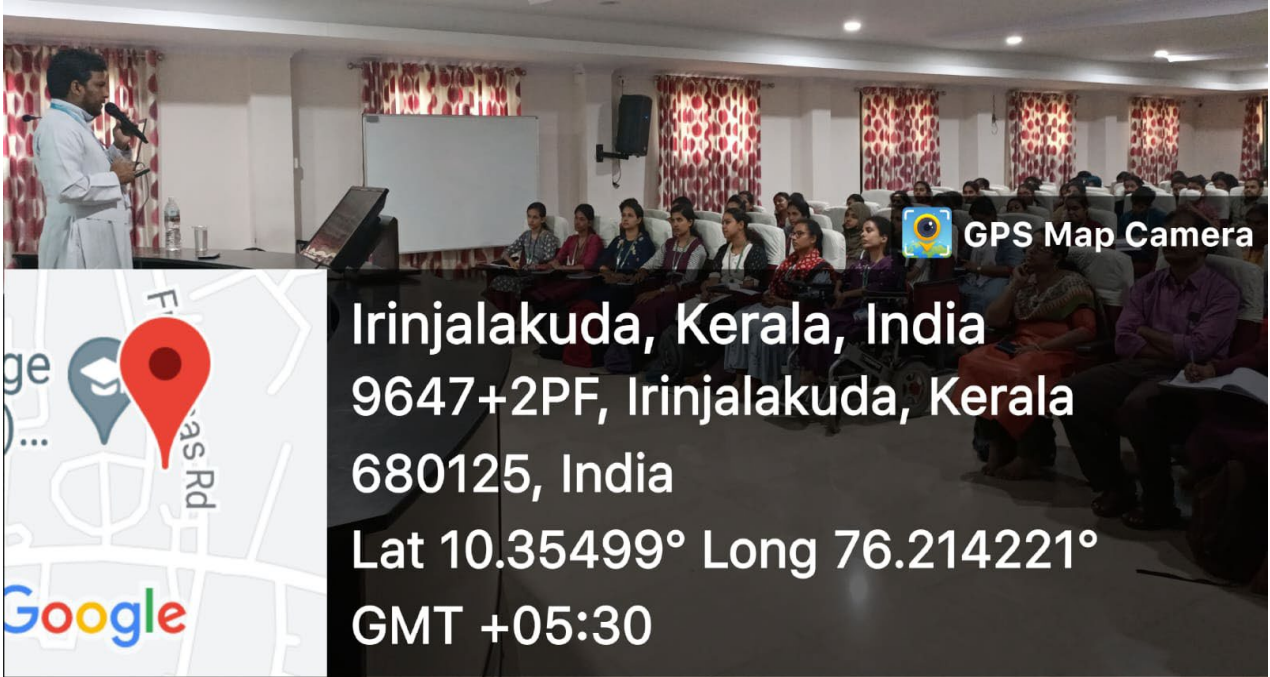 GPS Map Camera
Irinjalakuda, Kerala, India
9647+2PF, Irinjalakuda, Kerala
680125, India
Lat 10.35499° Long 76.214221°
GMT +05:30
ge
)...
as Rd
Google